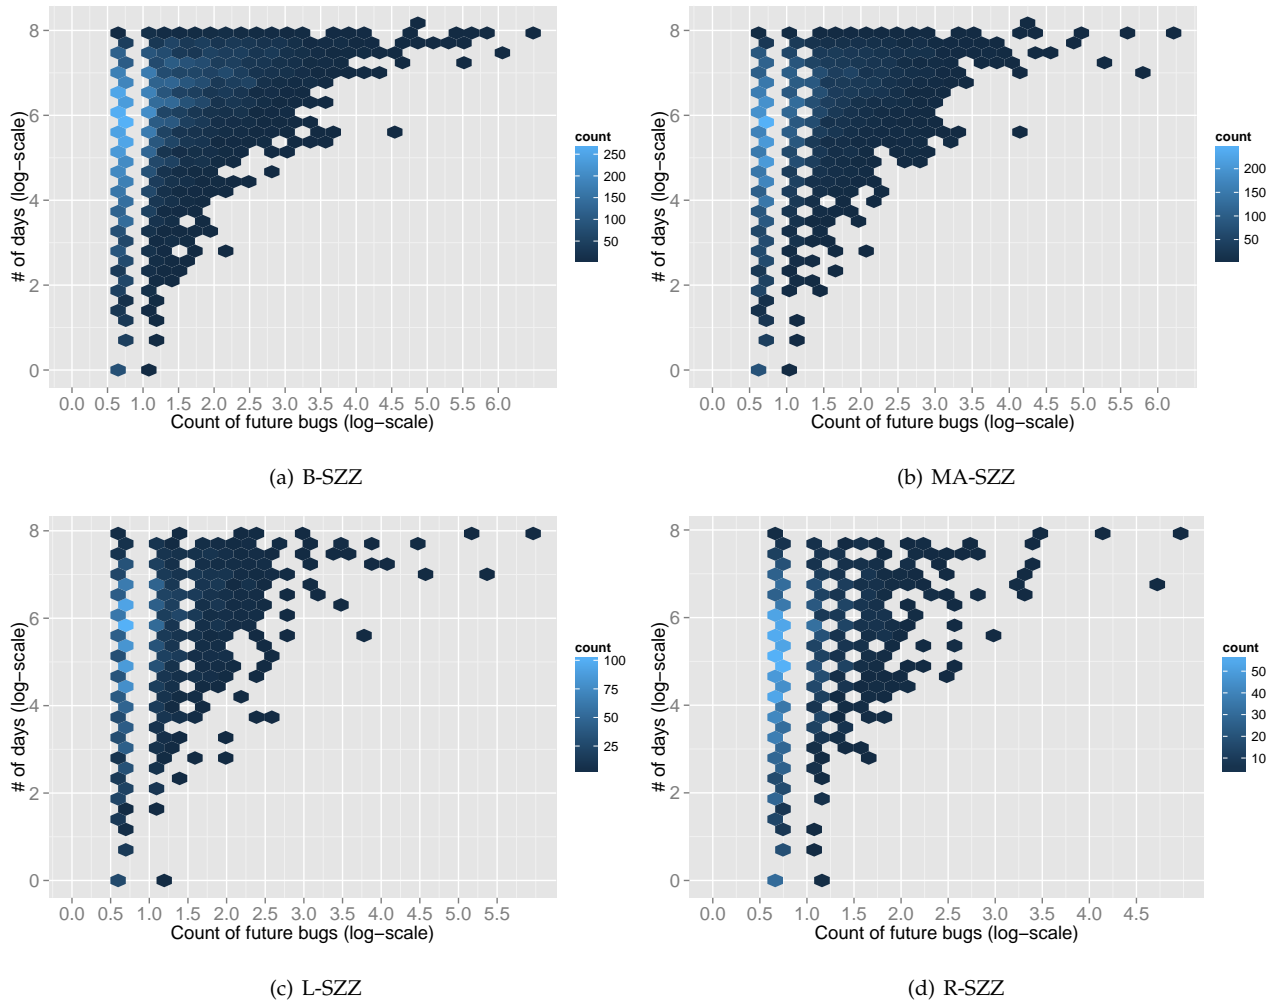 8
6
4
2
0
# of days (log−scale)
0.0 0.5 1.0 1.5 2.0 2.5 3.0 3.5 4.0 4.5 5.0 5.5 6.0
Count of future bugs (log−scale)
count
250
200
150
100
50
(a) B-SZZ
8
6
4
2
0
# of days (log−scale)
0.0 0.5 1.0 1.5 2.0 2.5 3.0 3.5 4.0 4.5 5.0 5.5 6.0
Count of future bugs (log−scale)
count
200
150
100
50
(b) MA-SZZ
8
6
4
2
0
# of days (log−scale)
0.0 0.5 1.0 1.5 2.0 2.5 3.0 3.5 4.0 4.5 5.0 5.5
Count of future bugs (log−scale)
count
100
75
50
25
(c) L-SZZ
8
6
4
2
0
# of days (log−scale)
0.0 0.5 1.0 1.5 2.0 2.5 3.0 3.5 4.0 4.5
Count of future bugs (log−scale)
count
50
40
30
20
10
(d) R-SZZ